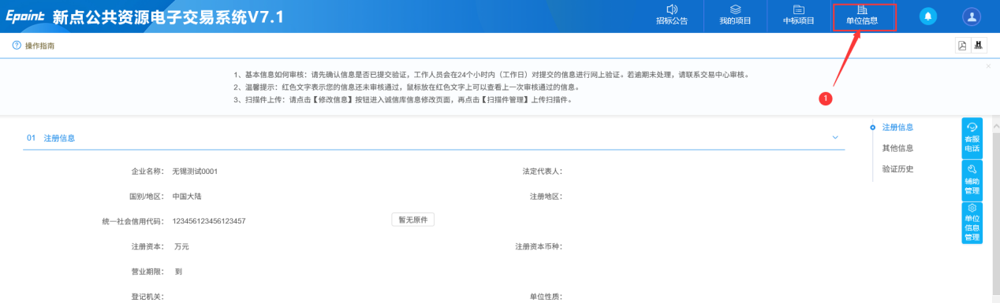 Epoint 新点公共资源电子交易系统V7.1
招标公告 我的项目 中标项目 单位信息
操作指南
1、基本信息如何审核：请先确认信息是否已提交验证，工作人员会在24个小时内（工作日）对提交的信息进行网上验证。若逾期未处理，请联系交易中心审核。
2、温馨提示：红色文字表示您的信息还未审核通过，鼠标放在红色文字上可以查看上一次审核通过的信息。
3、扫描件上传：请点击【修改信息】按钮进入诚信库信息修改页面，再点击【扫描件管理】上传扫描件。
1
01 注册信息
企业名称： 无锡测试0001 法定代表人：
国别/地区： 中国大陆 注册地区：
统一社会信用代码： 123456123456123457 暂无原件
注册资本： 万元 注册资本币种：
营业期限： 到
登记机关： 单位性质：
注册信息
其他信息
验证历史
客服
电话
辅助
管理
单位
信息
管理